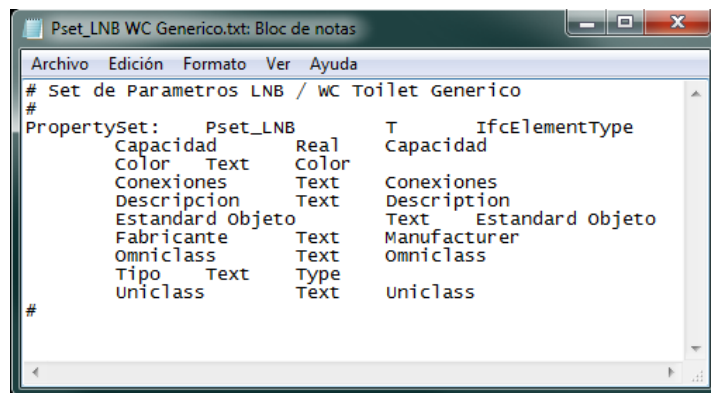 Pset_LNB WC Generico.txt: Bloc de notas
Archivo Edición Formato Ver Ayuda
# Set de Parametros LNB / WC Toilet Generico
#
PropertySet: Pset_LNB T IfcElementType
Capacidad Real Capacidad
Color Text Color
Conexiones Text Conexiones
Descripcion Text Description
Estandard Objeto Text Estandard Objeto
Fabricante Text Manufacturer
Omniclass Text Omniclass
Tipo Text Type
Uniclass Text Uniclass
#